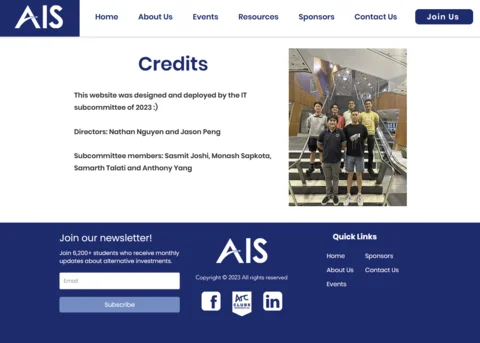 AIS
Home About Us Events Resources Sponsors Contact Us Join Us
Credits
This website was designed and deployed by the IT
subcommittee of 2023 :)
Directors: Nathan Nguyen and Jason Peng
Subcommittee members: Sasmit Joshi, Monash Sapkota,
Samarth Talati and Anthony Yang
Join our newsletter!
Join 6,200+ students who receive monthly
updates about alternative investments.
Email
Subscribe
AIS
Copyright © 2023 All rights reserved
f
ARC
CLUBS
in
Quick Links
Home Sponsors
About Us Contact Us
Events